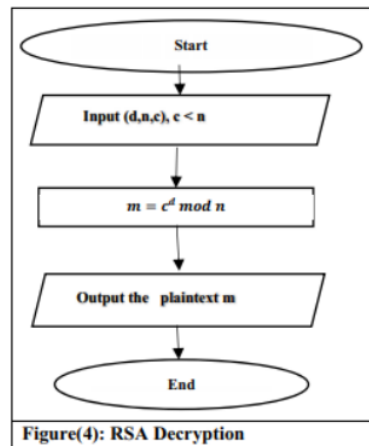 Start
Input (d,n,c), c < n
m = c^d mod n
Output the plaintext m
End
Figure(4): RSA Decryption